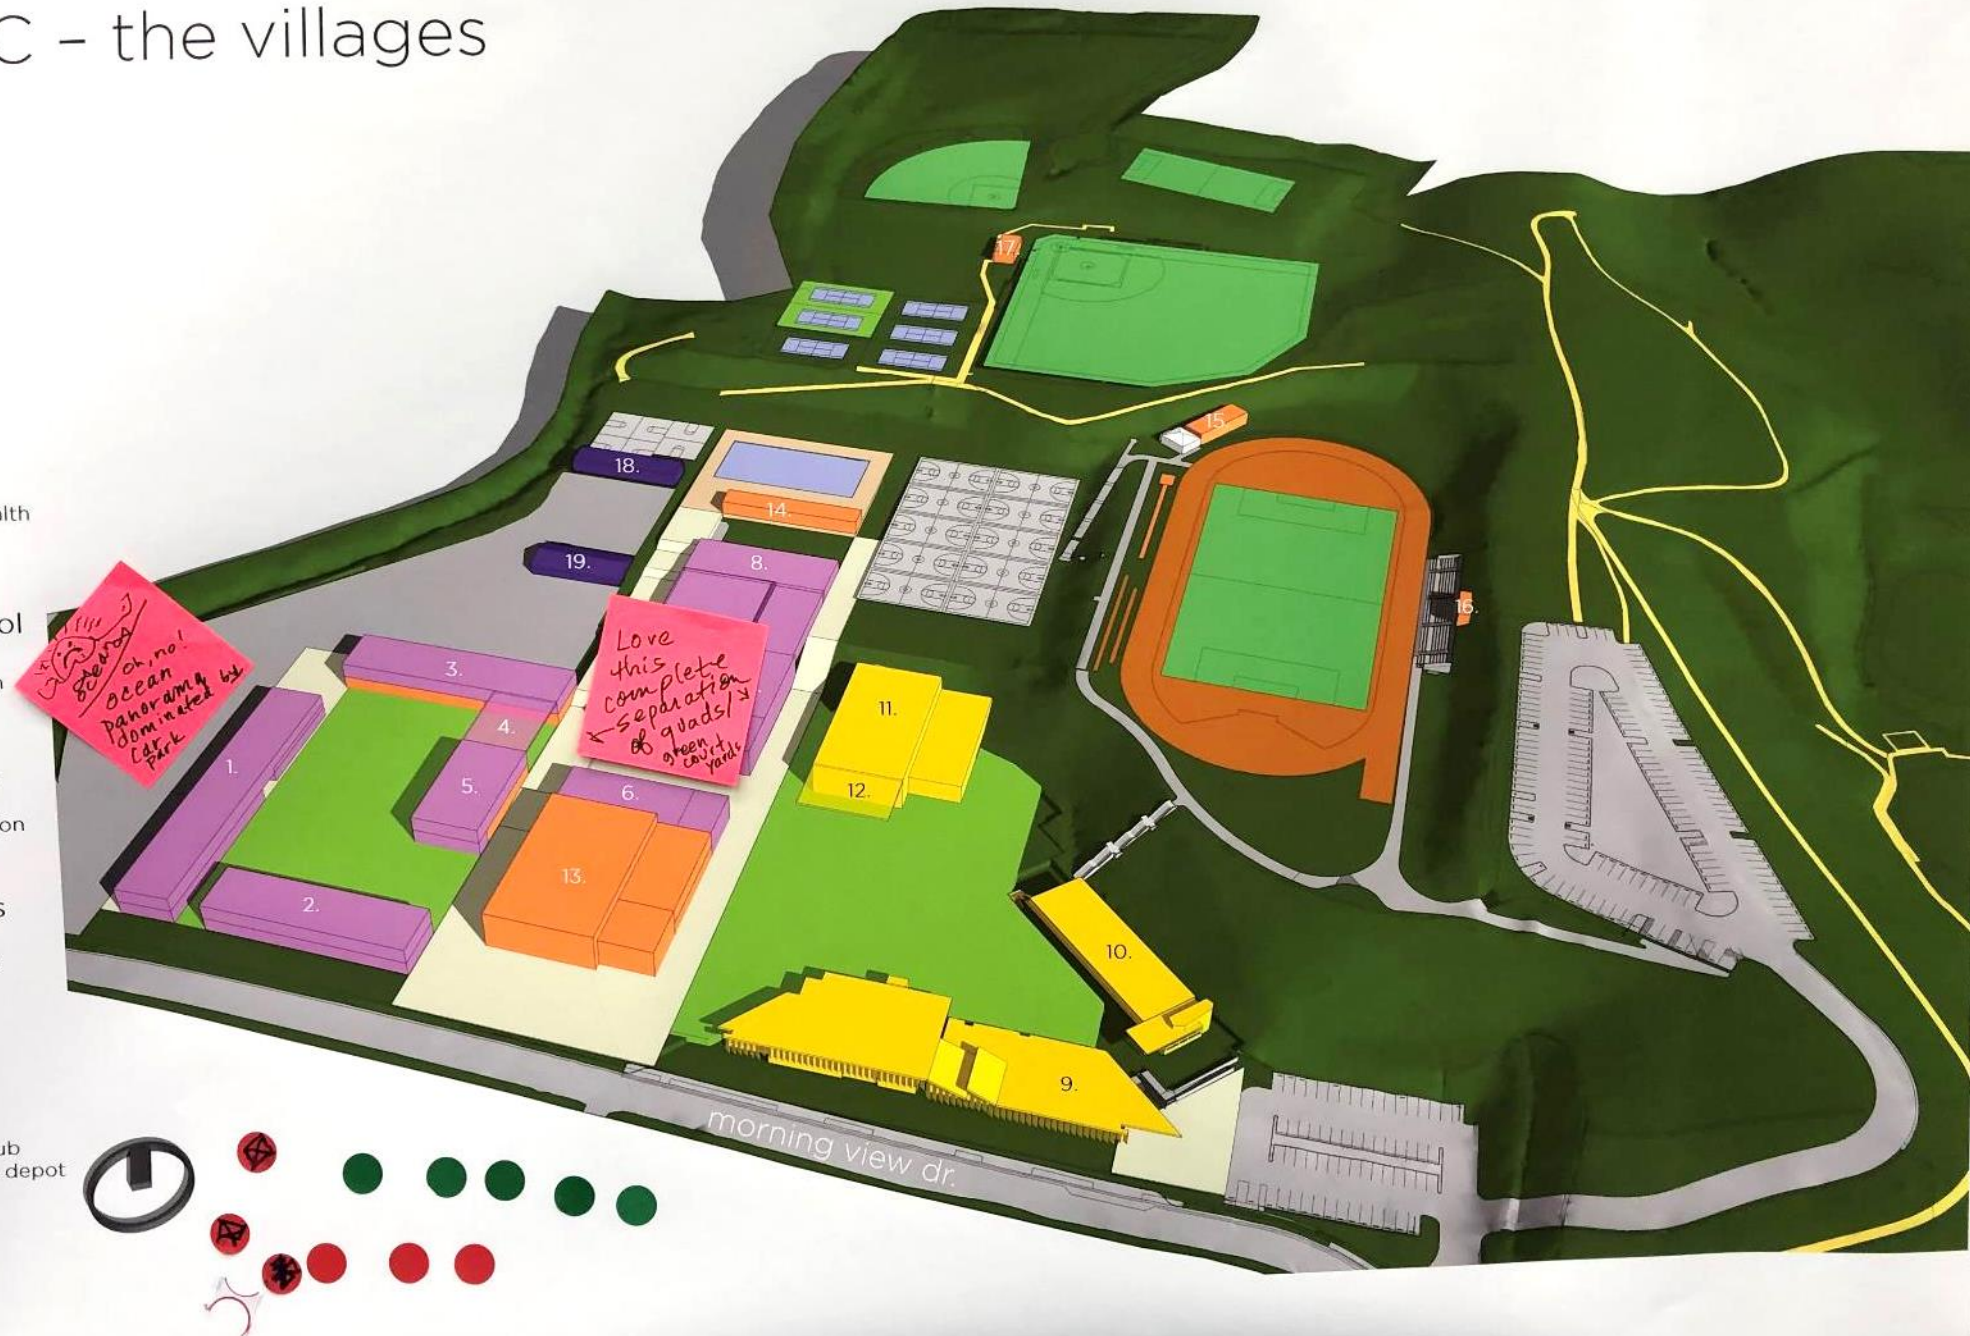 C – the villages
lth
ol
n
on
s
ub
depot
oceans
oh, no!
ocean
panorama
dominated by
car
park
Love
this
complete
separation
of quads/
green
court
yards
17.
15.
18.
14.
19.
8.
16.
3.
11.
4.
1.
5.
6.
12.
13.
2.
10.
9.
morning view dr.